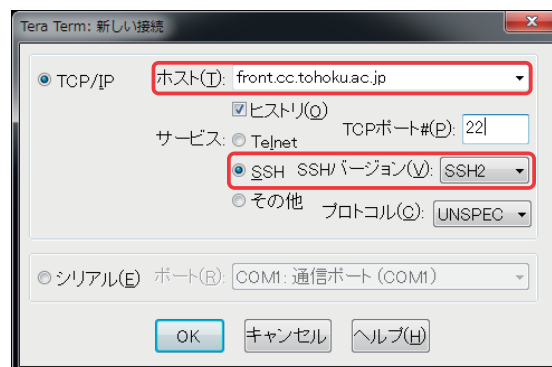 Tera Term: 新しい接続
TCP/IP ホスト(T): front.cc.tohoku.ac.jp
ヒストリ(O)
サービス: Telnet TCPポート#(P): 22
SSH SSHバージョン(V): SSH2
その他 プロトコル(C): UNSPEC
シリアル(E) ポート(R): COM1: 通信ポート (COM1)
OK キャンセル ヘルプ(H)